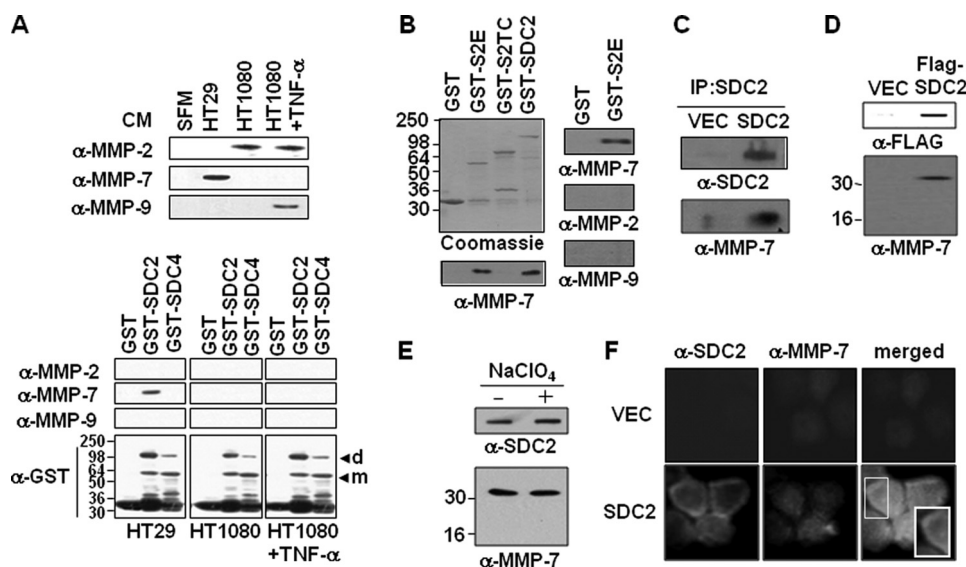 A
CM
SFM
HT29
HT1080
HT1080
+TNF-α
α-MMP-2
α-MMP-7
α-MMP-9
GST
GST-SDC2
GST-SDC4
GST
GST-SDC2
GST-SDC4
GST
GST-SDC2
GST-SDC4
α-MMP-2
α-MMP-7
α-MMP-9
α-GST
250
98
64
50
36
30
d
m
HT29
HT1080
HT1080
+TNF-α
B
GST
GST-S2E
GST-S2TC
GST-SDC2
250
98
64
50
36
30
Coomassie
α-MMP-7
GST
GST-S2E
α-MMP-7
α-MMP-2
α-MMP-9
C
IP:SDC2
VEC SDC2
α-SDC2
α-MMP-7
D
Flag-
VEC SDC2
α-FLAG
30
16
α-MMP-7
E
NaClO4
– +
α-SDC2
30
16
α-MMP-7
F
α-SDC2 α-MMP-7 merged
VEC
SDC2